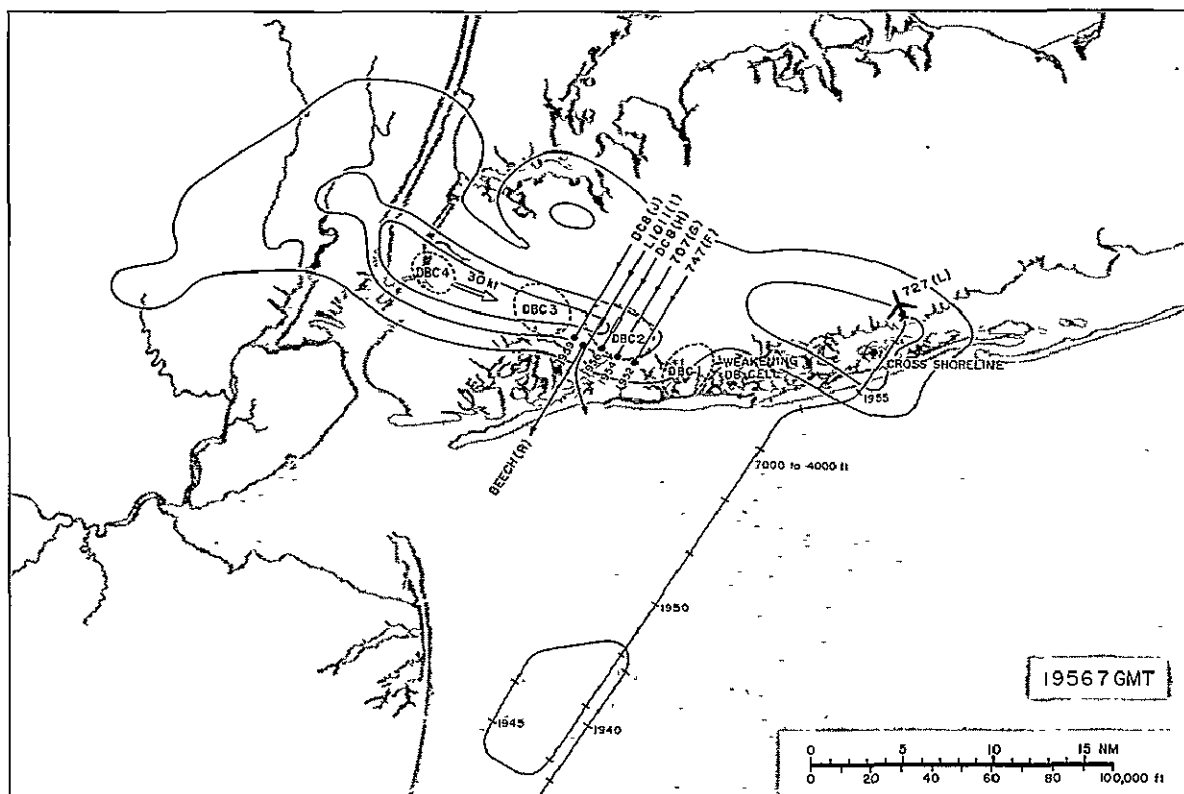 DC8(J)
L1011(I)
DC8(H)
707(G)
747(F)
727(L)
DBC4
30 kt
DBC3
DBC2
DBC1
WEAKENING
DB CELL
CROSS SHORELINE
1955
1939
1952
BEECH(A)
7000 to 4000 ft
1950
1945
1940
19567 GMT
0 5 10 15 NM
0 20 40 60 80 100,000 ft